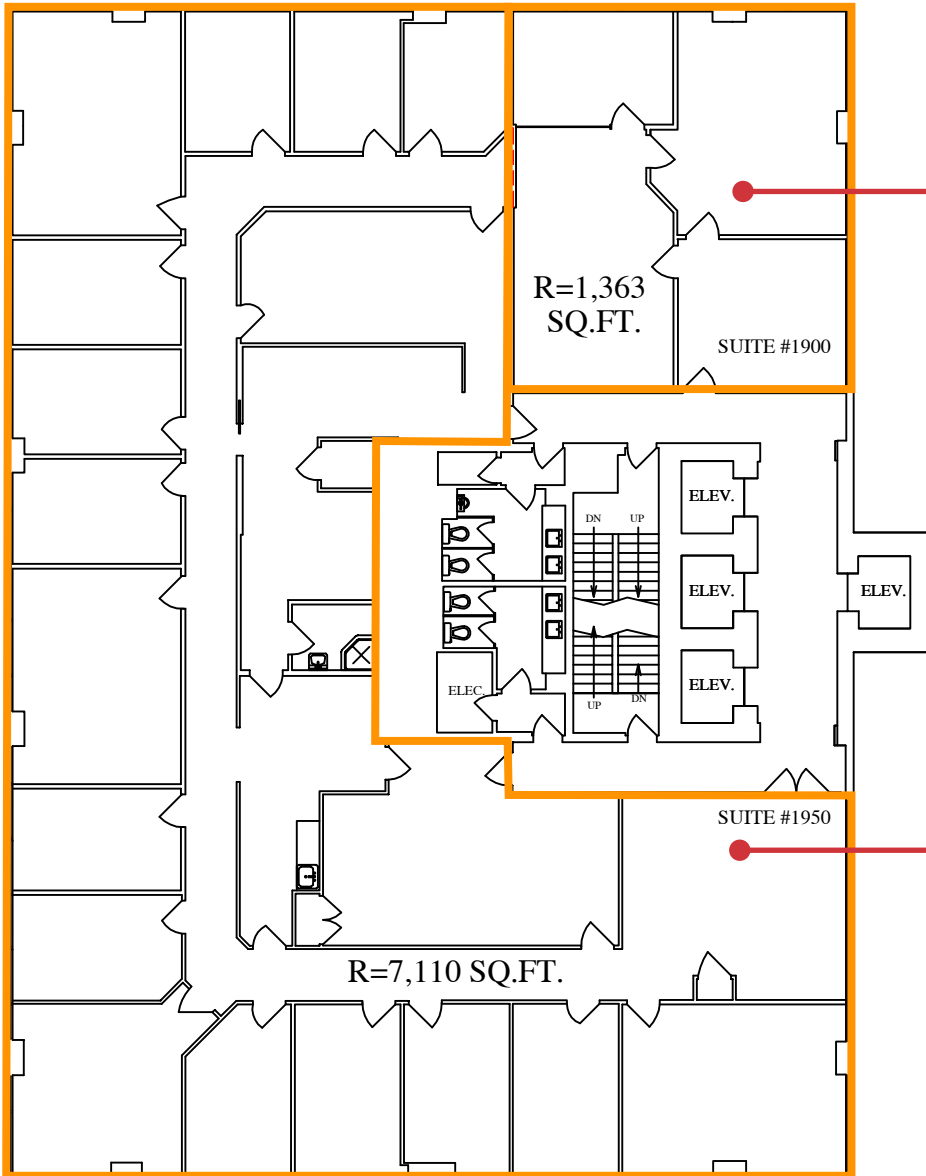 R=1,363
SQ.FT.
SUITE #1900
ELEV.
DN
UP
ELEV.
ELEV.
ELEV.
ELEC.
UP
DN
SUITE #1950
R=7,110 SQ.FT.